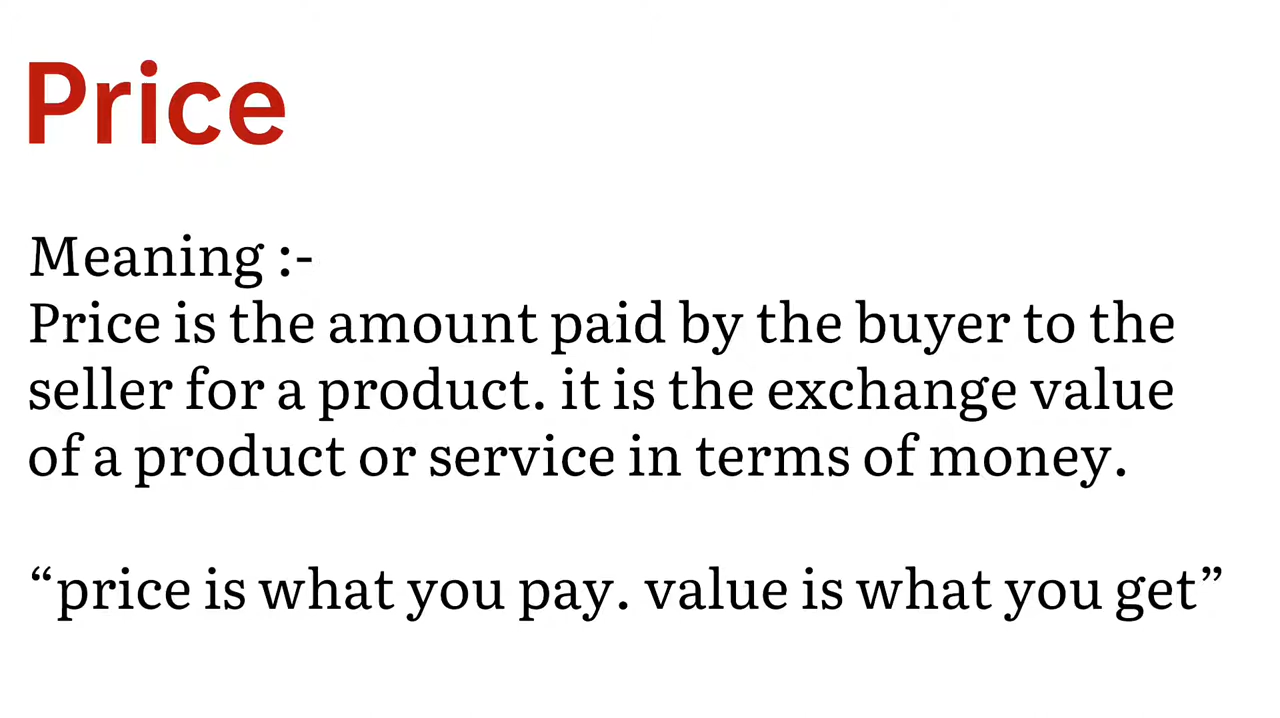 Price
Meaning :-
Price is the amount paid by the buyer to the
seller for a product. it is the exchange value
of a product or service in terms of money.
“price is what you pay. value is what you get”